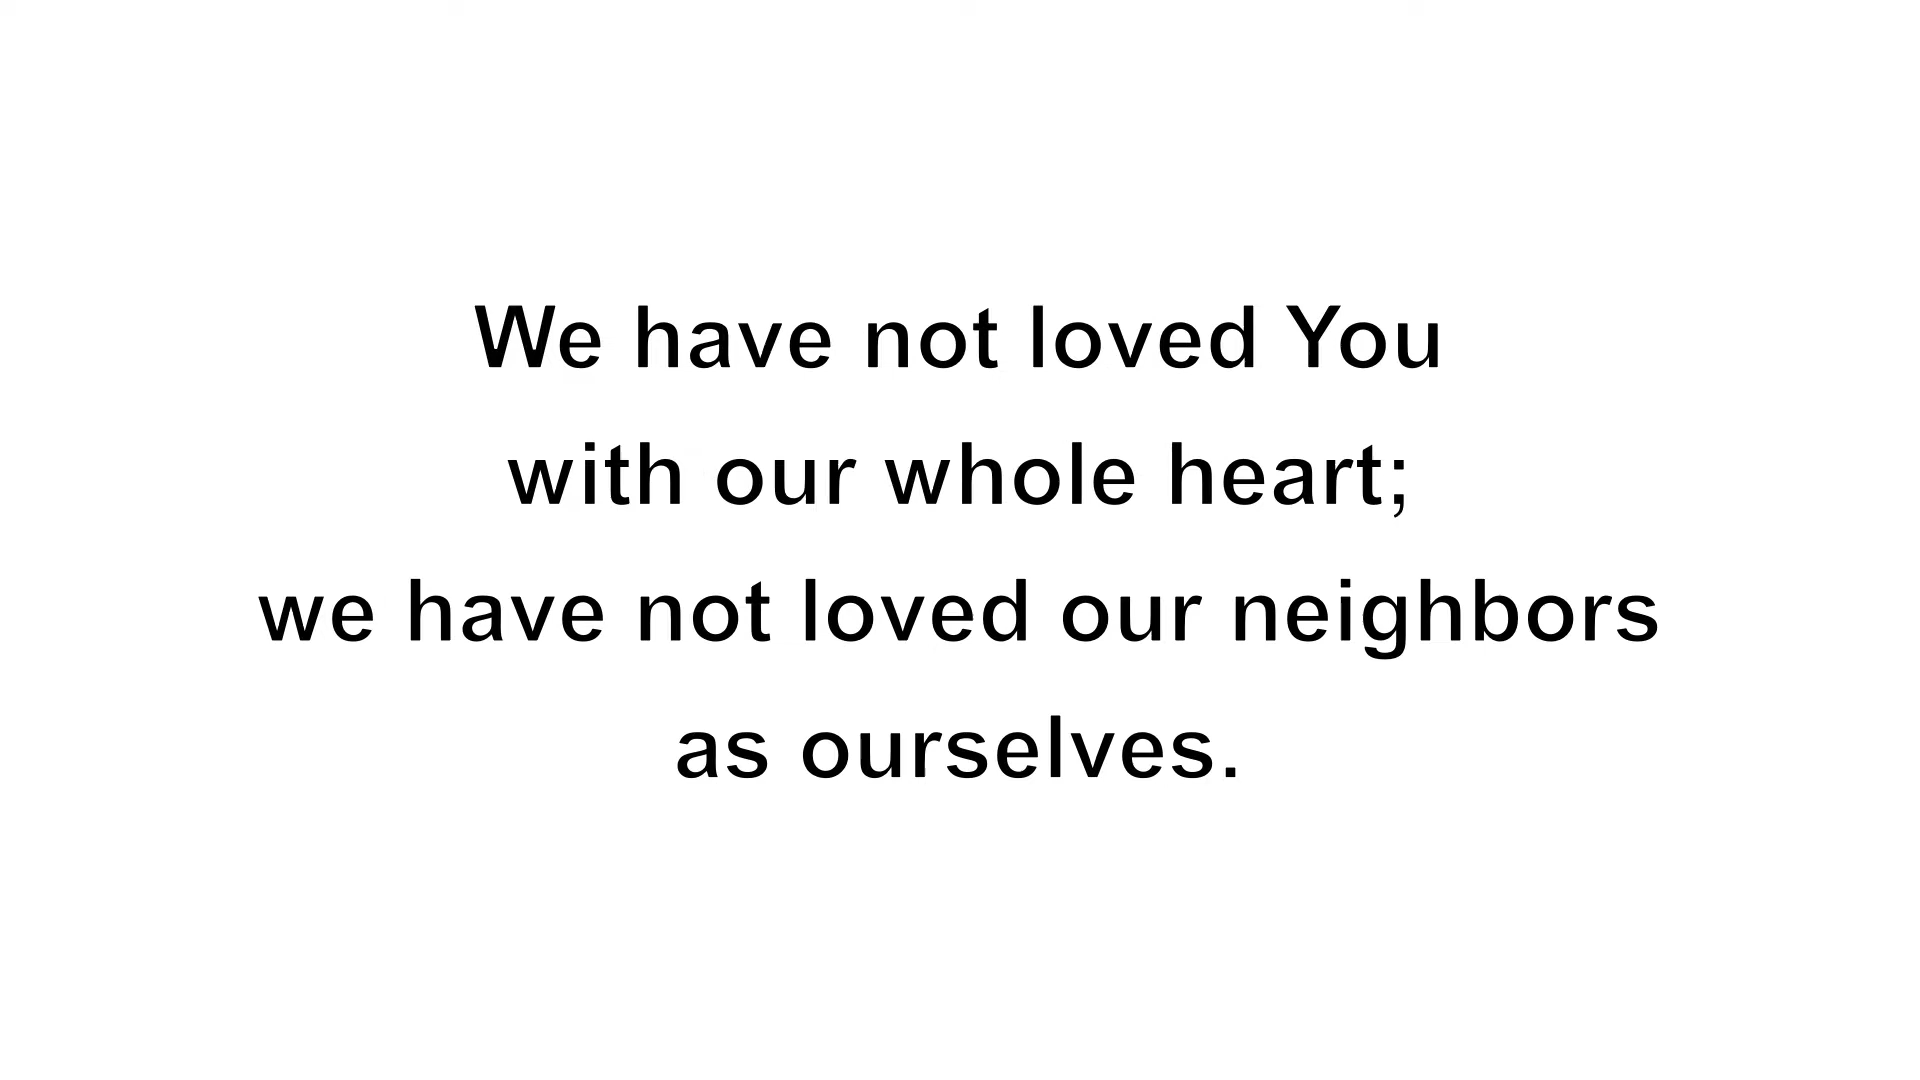 We have not loved You
with our whole heart;
we have not loved our neighbors
as ourselves.